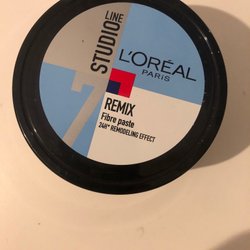 STUDIO LINE
L'ORÉAL
PARIS
7
REMIX
Fibre paste
24H* REMODELING EFFECT